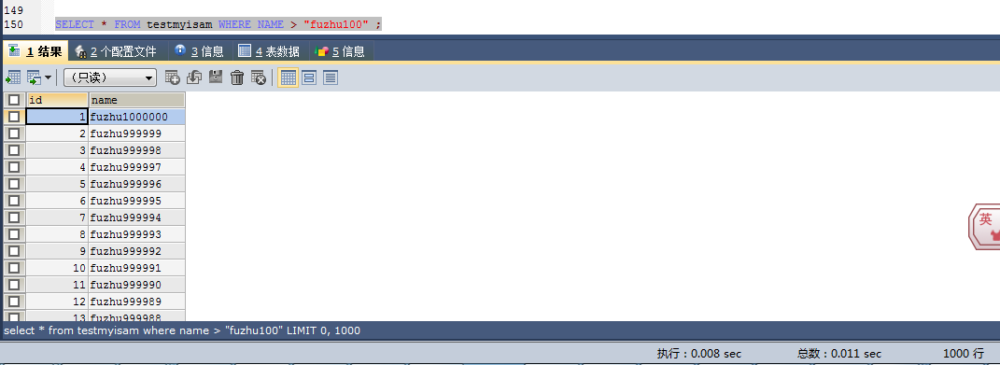 149
150 SELECT * FROM testmyisam WHERE NAME > "fuzhu100" ;
1 结果 2 个配置文件 3 信息 4 表数据 5 信息
（只读）
id name
1 fuzhu1000000
2 fuzhu999999
3 fuzhu999998
4 fuzhu999997
5 fuzhu999996
6 fuzhu999995
7 fuzhu999994
8 fuzhu999993
英
9 fuzhu999992
10 fuzhu999991
11 fuzhu999990
12 fuzhu999989
13 fuzhu999988
select * from testmyisam where name > "fuzhu100" LIMIT 0, 1000
执行：0.008 sec 总数：0.011 sec 1000 行